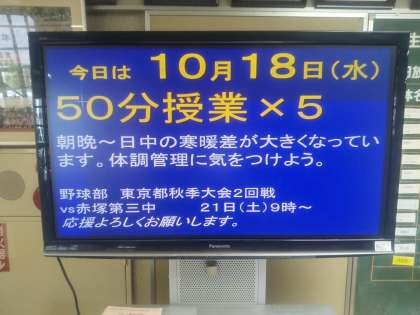 今日は 10月18日(水)
50分授業×5
朝晩~日中の寒暖差が大きくなってい
ます。体調管理に気をつけよう。
野球部 東京都秋季大会2回戦
vs赤塚第三中 21日(土)9時~
応援よろしくお願いします。
Panasonic